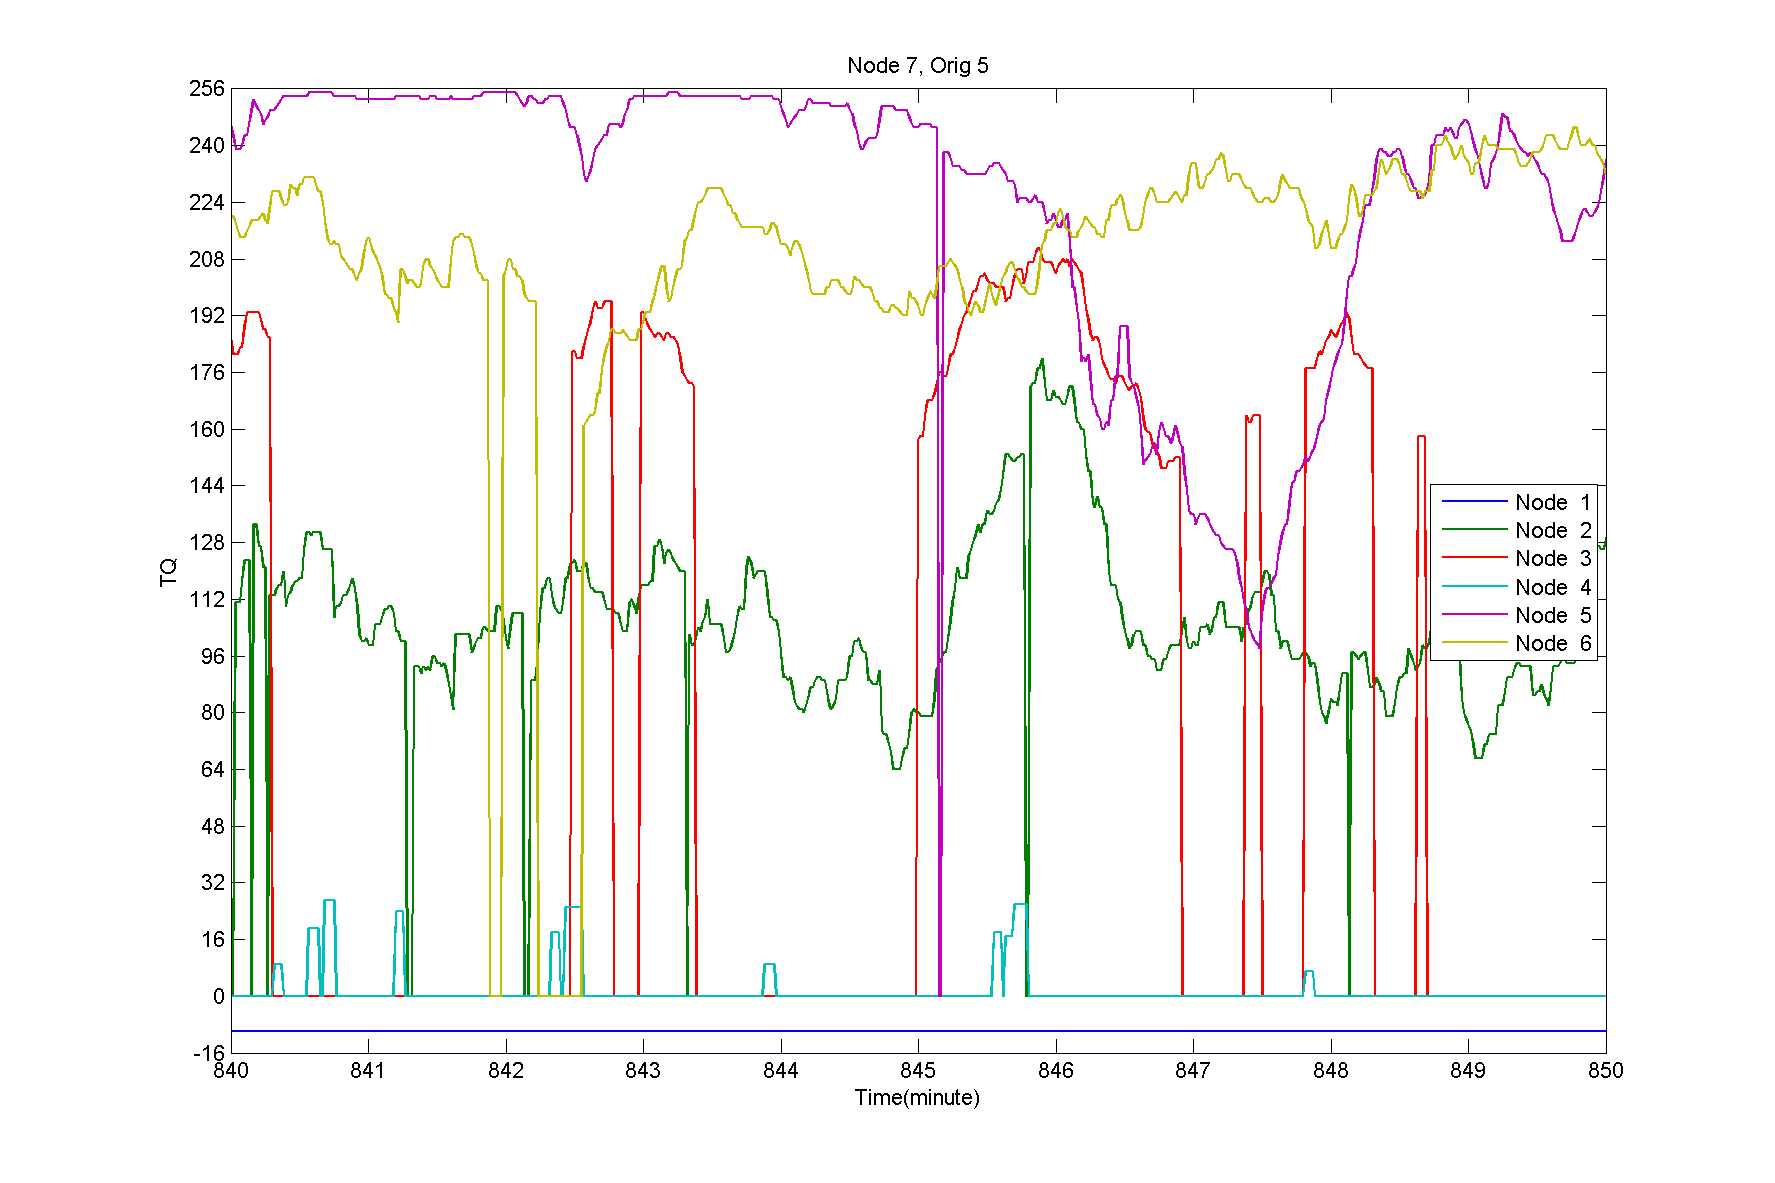 Node 7, Orig 5
256
240
224
208
192
176
160
144
128
112
96
80
64
48
32
16
0
-16
TQ
840 841 842 843 844 845 846 847 848 849 850
Time(minute)
Node 1
Node 2
Node 3
Node 4
Node 5
Node 6